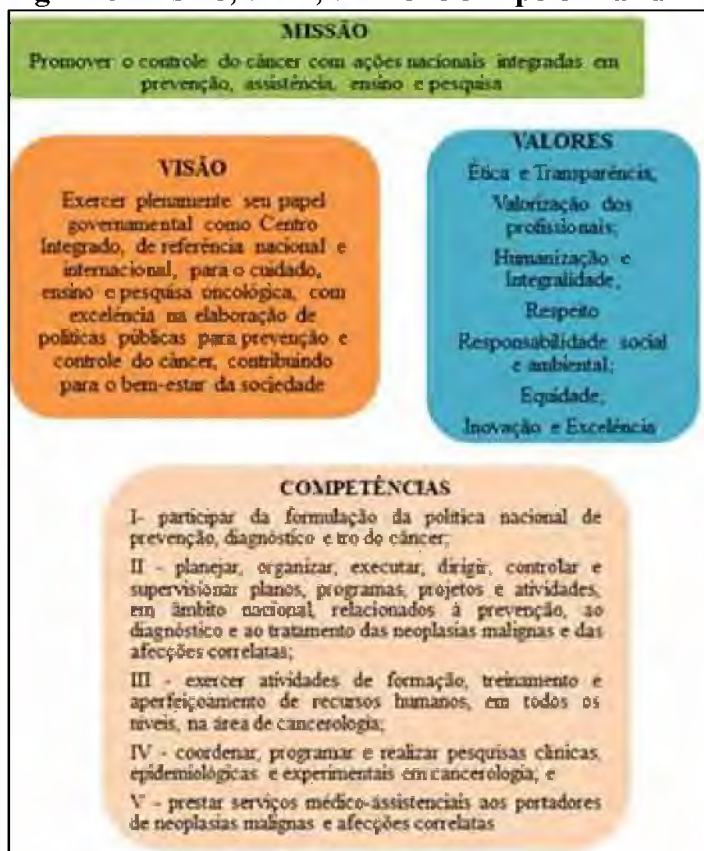 MISSÃO
Promover o controle do câncer com ações nacionais integradas em
prevenção, assistência, ensino e pesquisa
VISÃO
Exercer plenamente seu papel
governamental como Centro
Integrado, de referência nacional e
internacional, para o cuidado,
ensino e pesquisa oncológica, com
excelência na elaboração de
políticas públicas para prevenção e
controle do câncer, contribuindo
para o bem-estar da sociedade
VALORES
Ética e Transparência;
Valorização dos
profissionais;
Humanização e
Integralidade;
Respeito
Responsabilidade social
e ambiental;
Equidade;
Inovação e Excelência
COMPETÊNCIAS
I- participar da formulação da política nacional de
prevenção, diagnóstico e tro do câncer;
II - planejar, organizar, executar, dirigir, controlar e
supervisionar planos, programas, projetos e atividades,
em âmbito nacional, relacionados à prevenção, ao
diagnóstico e ao tratamento das neoplasias malignas e das
afecções correlatas;
III - exercer atividades de formação, treinamento e
aperfeiçoamento de recursos humanos, em todos os
níveis, na área de cancerologia;
IV - coordenar, programar e realizar pesquisas clínicas,
epidemiológicas e experimentais em cancerologia; e
V - prestar serviços médico-assistenciais aos portadores
de neoplasias malignas e afecções correlatas